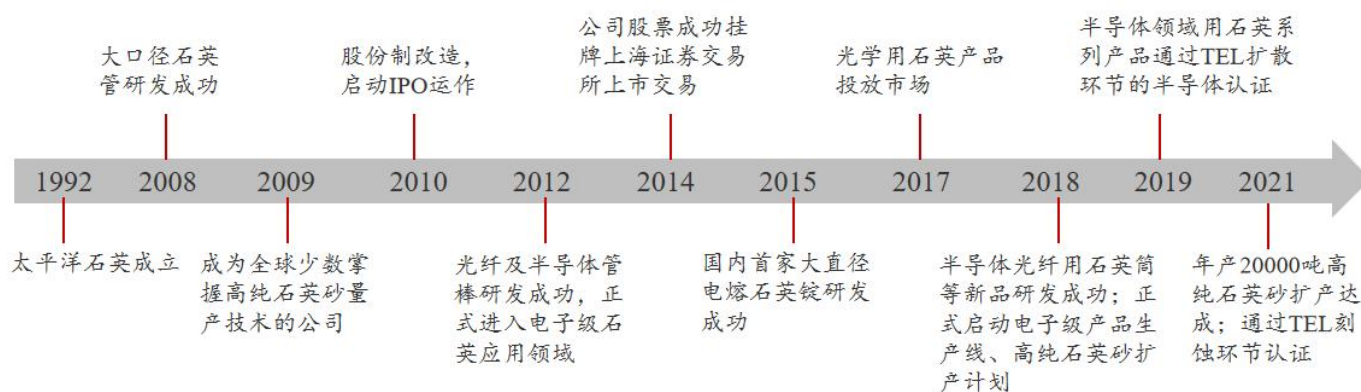 大口径石英
管研发成功
股份制改造，
启动IPO运作
公司股票成功挂
牌上海证券交易
所上市交易
光学用石英产品
投放市场
半导体领域用石英系
列产品通过TEL扩散
环节的半导体认证
1992 2008 2009 2010 2012 2014 2015 2017 2018 2019 2021
太平洋石英成立
成为全球少数掌
握高纯石英砂量
产技术的公司
光纤及半导体管
棒研发成功，正
式进入电子级石
英应用领域
国内首家大直径
电熔石英锭研发
成功
半导体光纤用石英筒
等新品研发成功；正
式启动电子级产品生
产线、高纯石英砂扩
产计划
年产20000吨高
纯石英砂扩产达
成；通过TEL刻
蚀环节认证